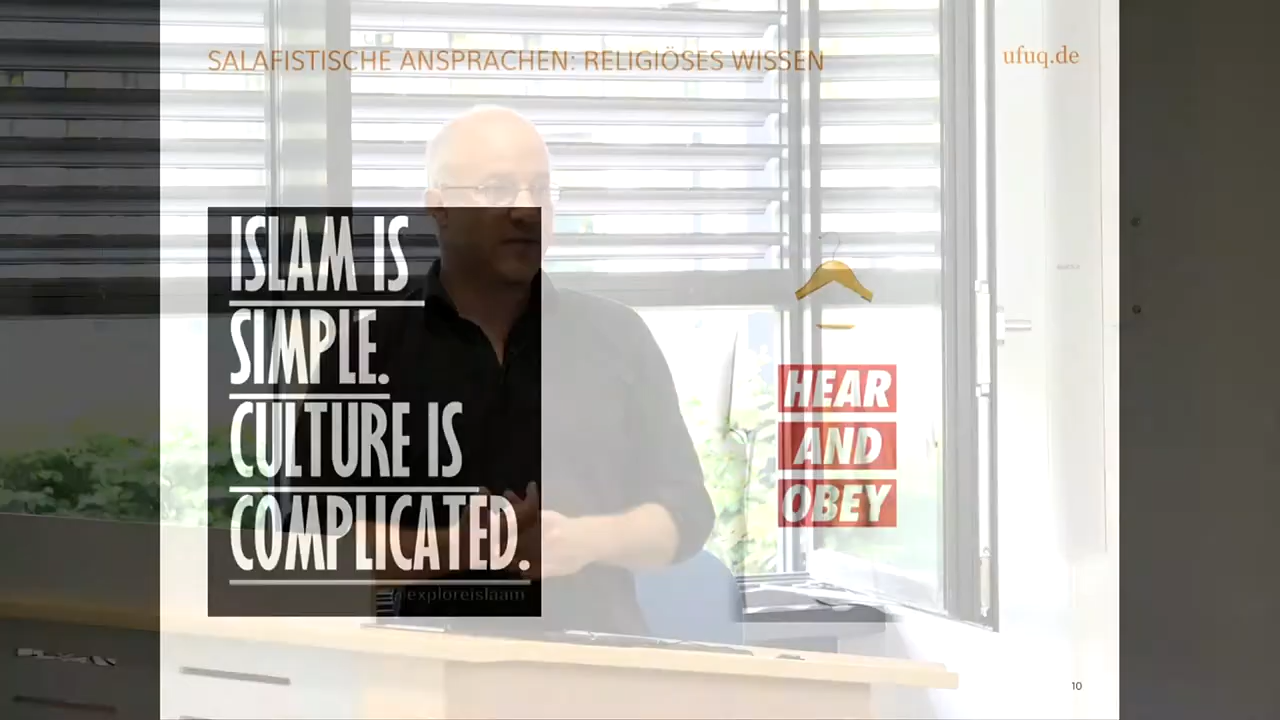 SALAFISTISCHE ANSPRACHEN: RELIGIÖSES WISSEN
ufuq.de
ISLAM IS
SIMPLE.
CULTURE IS
COMPLICATED.
@exploreislaam
HEAR
AND
OBEY
10